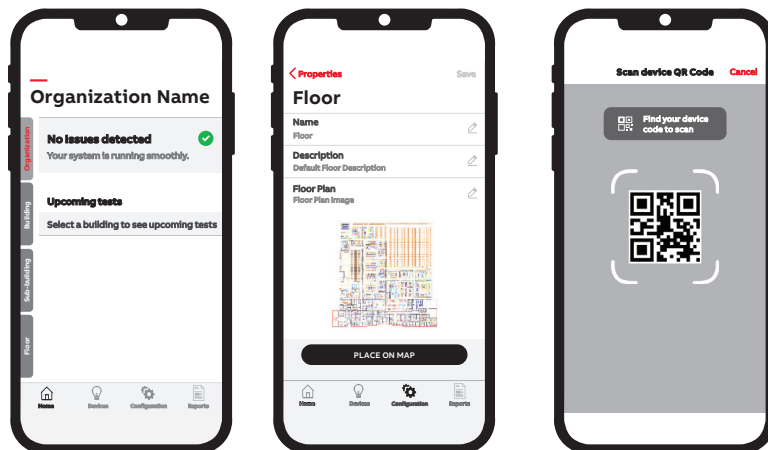 Organization Name
Organization
Building
Sub-building
Floor
No Issues detected
Your system is running smoothly.
Upcoming tests
Select a building to see upcoming tests
Home
Devices
Configuration
Reports
Properties
Save
Floor
Name
Floor
Description
Default Floor Description
Floor Plan
Floor Plan Image
PLACE ON MAP
Home
Devices
Configuration
Reports
Scan device QR Code
Cancel
Find your device
code to scan